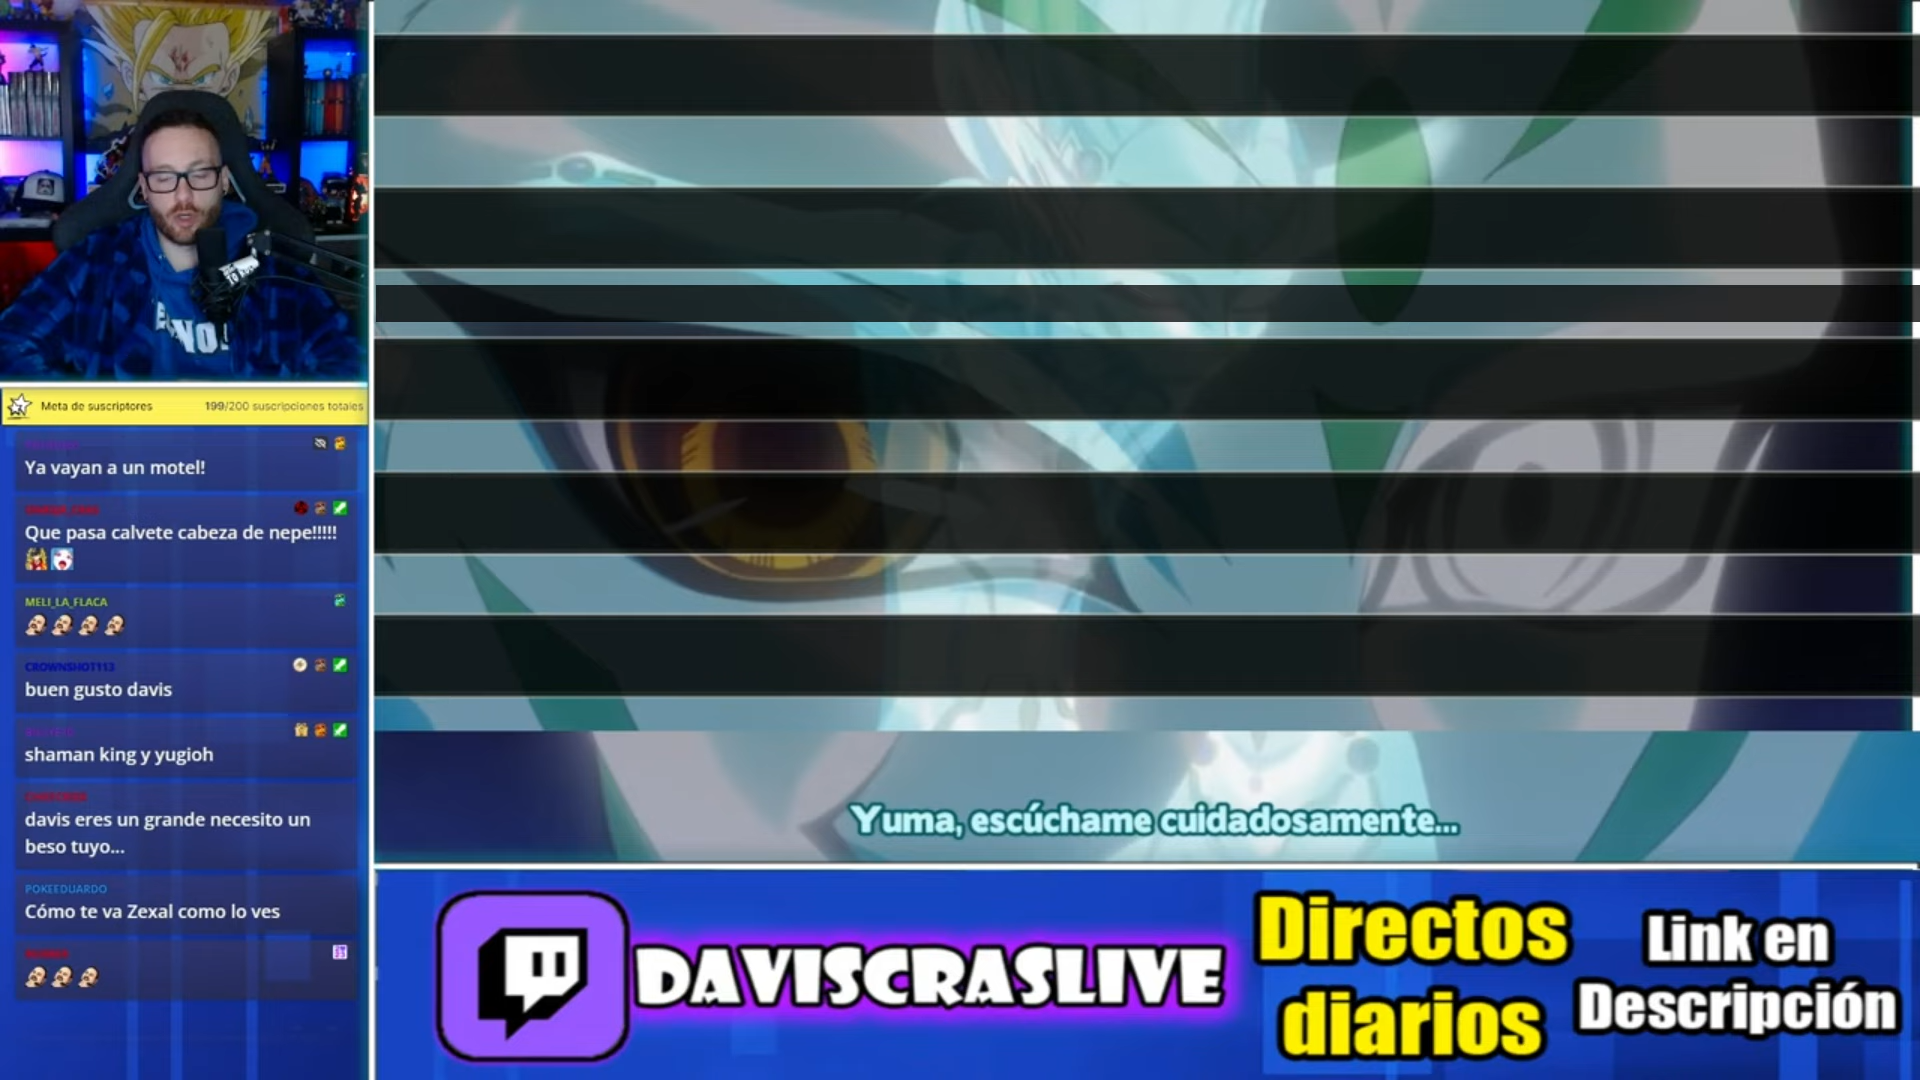 Meta de suscriptores 199/200 suscripciones totales
Ya vayan a un motel!
Que pasa calvete cabeza de nepe!!!!!
MELI_LA_FLACA
CROWNSHOT113
buen gusto davis
shaman king y yugioh
davis eres un grande necesito un
beso tuyo...
POKEEDUARDO
Cómo te va Zexal como lo ves
Yuma, escúchame cuidadosamente...
DAVISCRASLIVE
Directos
diarios
Link en
Descripción